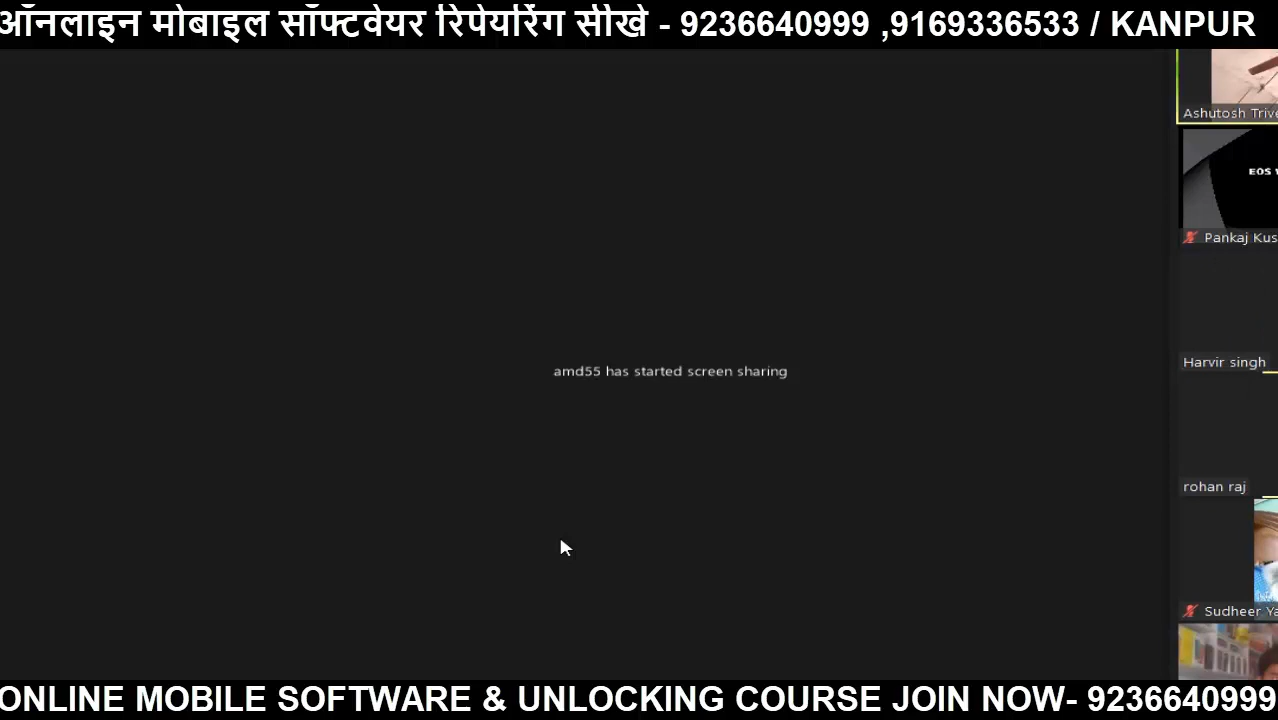 ऑनलाइन मोबाइल सॉफ्टवेयर रिपेयरिंग सीखे - 9236640999 ,9169336533 / KANPUR
Ashutosh Trive
EOS
Pankaj Kus
amd55 has started screen sharing
Harvir singh
rohan raj
Sudheer Ya
ONLINE MOBILE SOFTWARE & UNLOCKING COURSE JOIN NOW- 9236640999